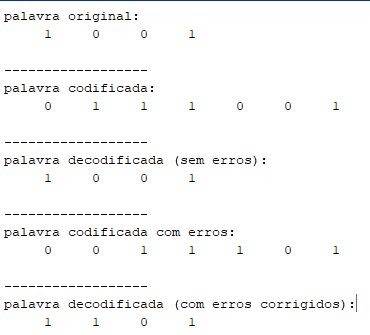 palavra original:
1 0 0 1
------------------
palavra codificada:
0 1 1 1 0 0 1
------------------
palavra decodificada (sem erros):
1 0 0 1
------------------
palavra codificada com erros:
0 0 1 1 1 0 1
------------------
palavra decodificada (com erros corrigidos):
1 1 0 1